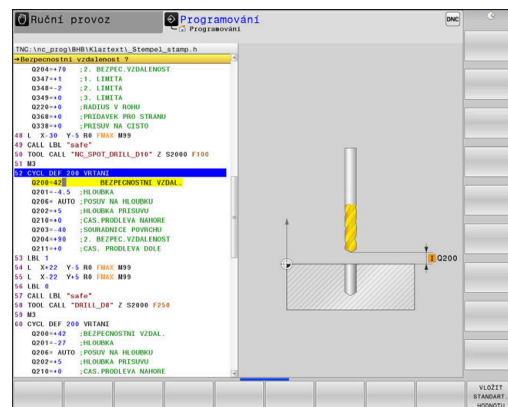 Ruční provoz
Programování
Programování
DNC
TNC:\nc_prog\BHB\Klartext\_Stempel_stamp.h
→Bezpecnostni vzdalenost ?
Q204=+70 ;2. BEZPEC.VZDALENOST
Q347=+1 ;1. LIMITA
Q348=-2 ;2. LIMITA
Q349=+0 ;3. LIMITA
Q220=+0 ;RADIUS V ROHU
Q368=+0 ;PRIDAVEK PRO STRANU
Q338=+0 ;PRISUV NA CISTO
48 L X-30 Y-5 R0 FMAX M99
49 CALL LBL "safe"
50 TOOL CALL "NC_SPOT_DRILL_D10" Z S2000 F100
51 M3
52 CYCL DEF 200 VRTANI
Q200=42 BEZPECNOSTNI VZDAL.
Q201=-4.5 ;HLOUBKA
Q206= AUTO ;POSUV NA HLOUBKU
Q202=+5 ;HLOUBKA PRISUVU
Q210=+0 ;CAS.PRODLEVA NAHORE
Q203=-40 ;SOURADNICE POVRCHU
Q204=+90 ;2. BEZPEC.VZDALENOST
Q211=+0 ;CAS. PRODLEVA DOLE
53 LBL 1
54 L X+22 Y-5 R0 FMAX M99
55 L X-22 Y+5 R0 FMAX M99
56 LBL 0
57 CALL LBL "safe"
58 TOOL CALL "DRILL_D8" Z S2000 F250
59 M3
60 CYCL DEF 200 VRTANI
Q200=+42 ;BEZPECNOSTNI VZDAL.
Q201=-27 ;HLOUBKA
Q206= AUTO ;POSUV NA HLOUBKU
Q202=+5 ;HLOUBKA PRISUVU
Q210=+0 ;CAS.PRODLEVA NAHORE
I Q200
VLOŽIT
STANDART.
HODNOTU